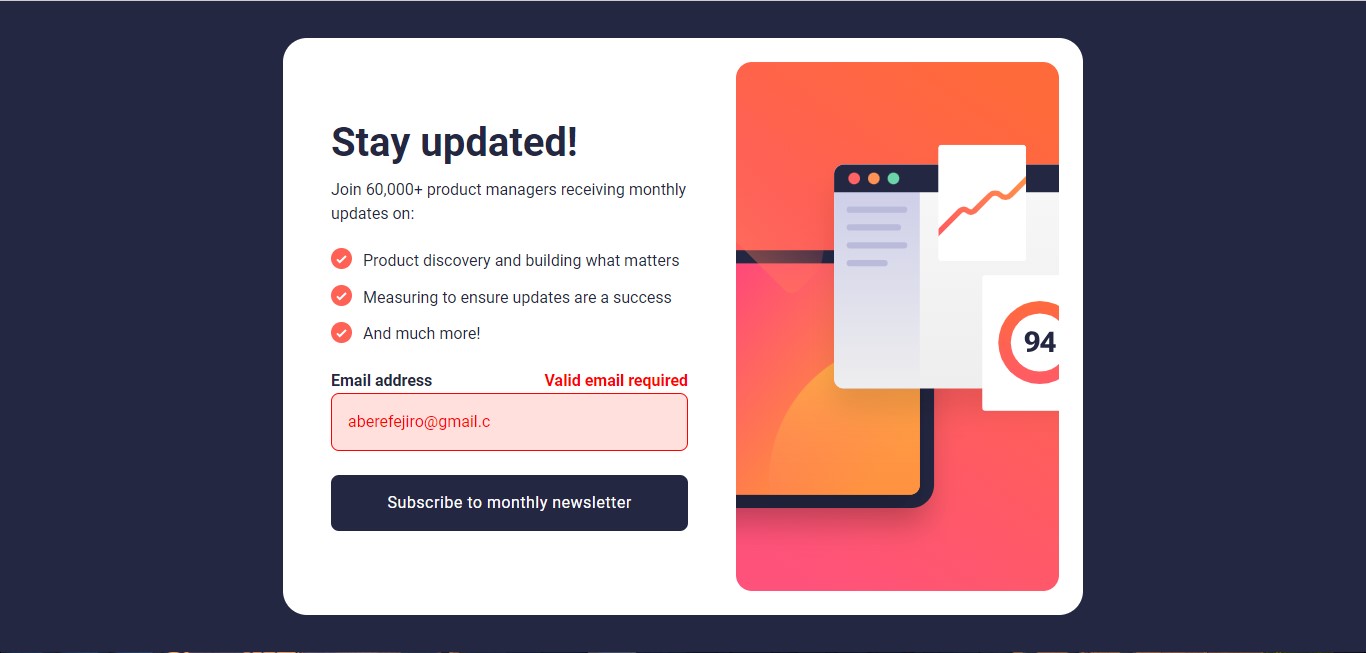 Stay updated!
Join 60,000+ product managers receiving monthly
updates on:
Product discovery and building what matters
Measuring to ensure updates are a success
And much more!
Email address
Valid email required
aberefejiro@gmail.c
Subscribe to monthly newsletter
94